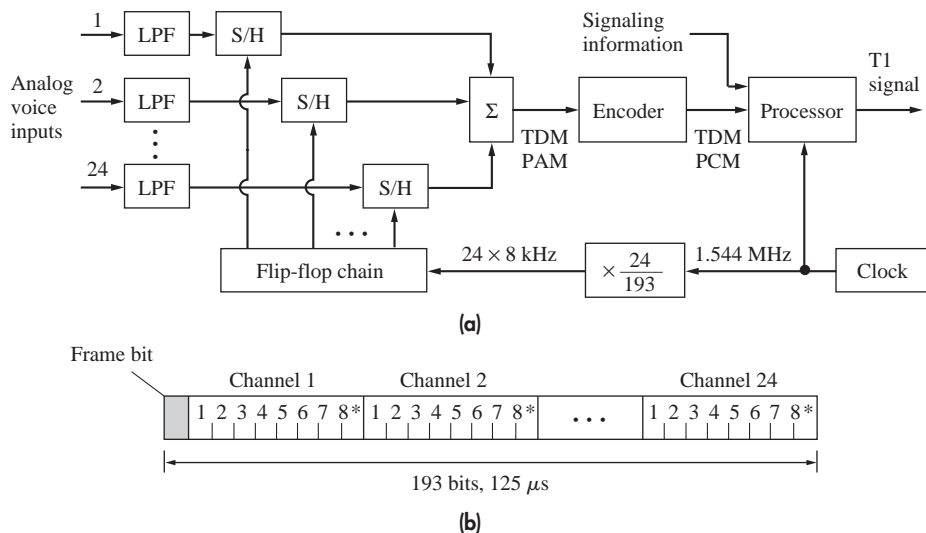 1
LPF
S/H
Signaling
information
T1
signal
Analog
voice
inputs
2
LPF
S/H
Σ
Encoder
Processor
TDM
PAM
TDM
PCM
24
LPF
S/H
Flip-flop chain
24 × 8 kHz
× 24/193
1.544 MHz
Clock
(a)
Frame bit
Channel 1
Channel 2
Channel 24
1 2 3 4 5 6 7 8* 1 2 3 4 5 6 7 8* ... 1 2 3 4 5 6 7 8*
193 bits, 125 μs
(b)